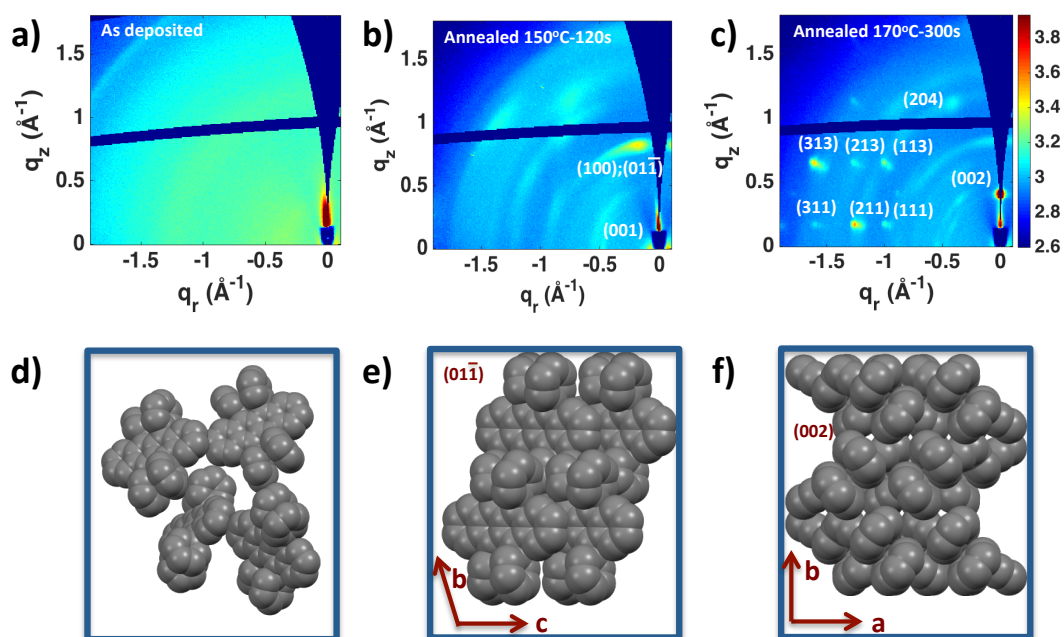 a)
As deposited
1.5
1
0.5
0
q_z (Å⁻¹)
-1.5 -1 -0.5 0
q_r (Å⁻¹)
b)
Annealed 150°C-120s
(100);(011̅)
(001)
1.5
1
0.5
0
q_z (Å⁻¹)
-1.5 -1 -0.5 0
q_r (Å⁻¹)
c)
Annealed 170°C-300s
(204)
(313) (213) (113)
(002)
(311) (211) (111)
1.5
1
0.5
0
q_z (Å⁻¹)
-1.5 -1 -0.5 0
q_r (Å⁻¹)
3.8
3.6
3.4
3.2
3
2.8
2.6
d)
e)
(011̅)
b
c
f)
(002)
b
a